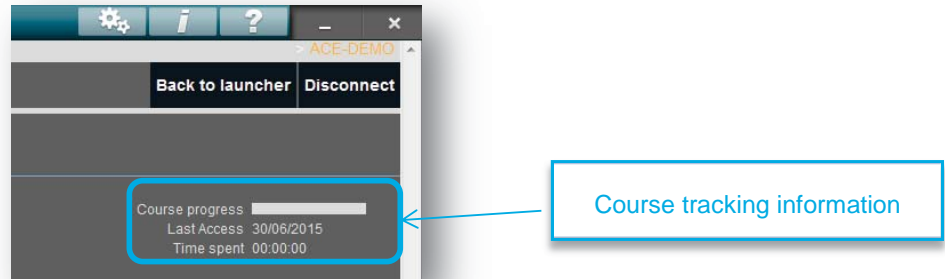 i ?
> ACE-DEMO
Back to launcher Disconnect
Course progress
Last Access 30/06/2015
Time spent 00:00:00
Course tracking information